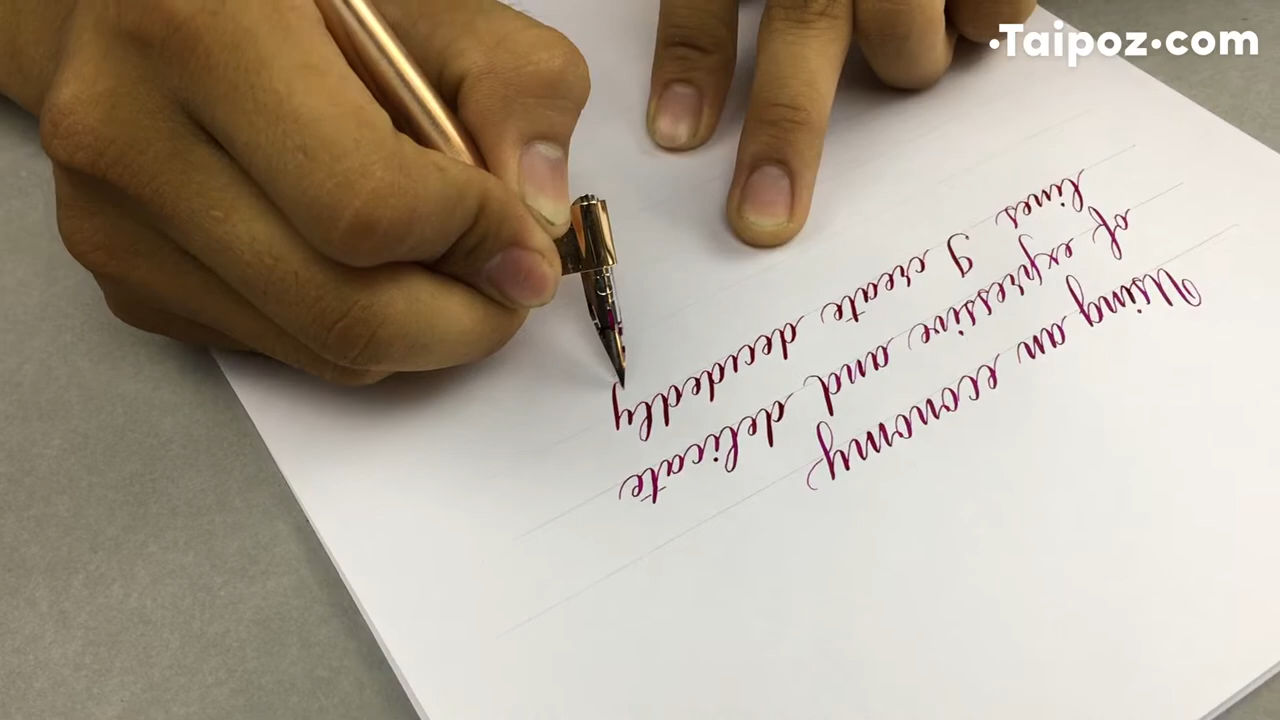 ·Taipoz·com
Using an economy
of expressive and delicate
lines I create decidedly